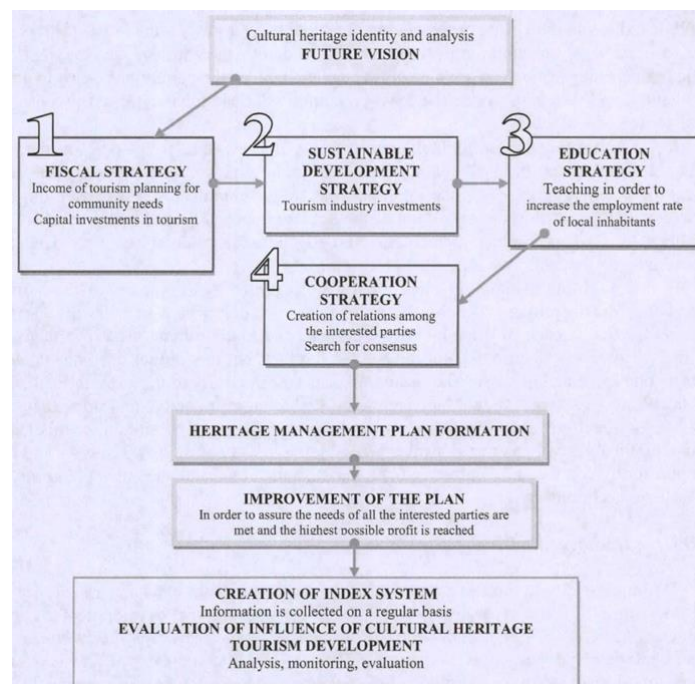 Cultural heritage identity and analysis
FUTURE VISION
1
FISCAL STRATEGY
Income of tourism planning for
community needs
Capital investments in tourism
2
SUSTAINABLE
DEVELOPMENT
STRATEGY
Tourism industry investments
3
EDUCATION
STRATEGY
Teaching in order to
increase the employment rate
of local inhabitants
4
COOPERATION
STRATEGY
Creation of relations among
the interested parties
Search for consensus
HERITAGE MANAGEMENT PLAN FORMATION
IMPROVEMENT OF THE PLAN
In order to assure the needs of all the interested parties are
met and the highest possible profit is reached
CREATION OF INDEX SYSTEM
Information is collected on a regular basis
EVALUATION OF INFLUENCE OF CULTURAL HERITAGE
TOURISM DEVELOPMENT
Analysis, monitoring, evaluation